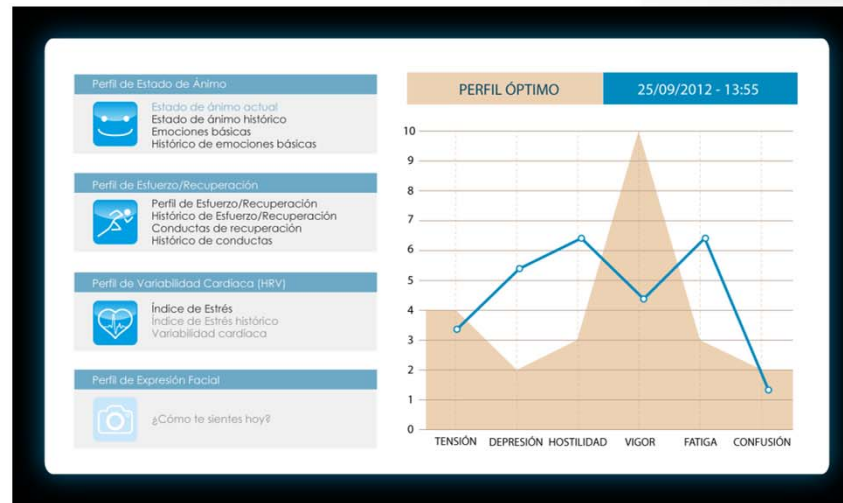 Perfil de Estado de Ánimo
Estado de ánimo actual
Estado de ánimo histórico
Emociones básicas
Histórico de emociones básicas
Perfil de Esfuerzo/Recuperación
Perfil de Esfuerzo/Recuperación
Histórico de Esfuerzo/Recuperación
Conductas de recuperación
Histórico de conductas
Perfil de Variabilidad Cardíaca (HRV)
Índice de Estrés
Índice de Estrés histórico
Variabilidad cardíaca
Perfil de Expresión Facial
¿Cómo te sientes hoy?
PERFIL ÓPTIMO
25/09/2012 - 13:55
10
9
8
7
6
5
4
3
2
1
0
TENSIÓN DEPRESIÓN HOSTILIDAD VIGOR FATIGA CONFUSIÓN